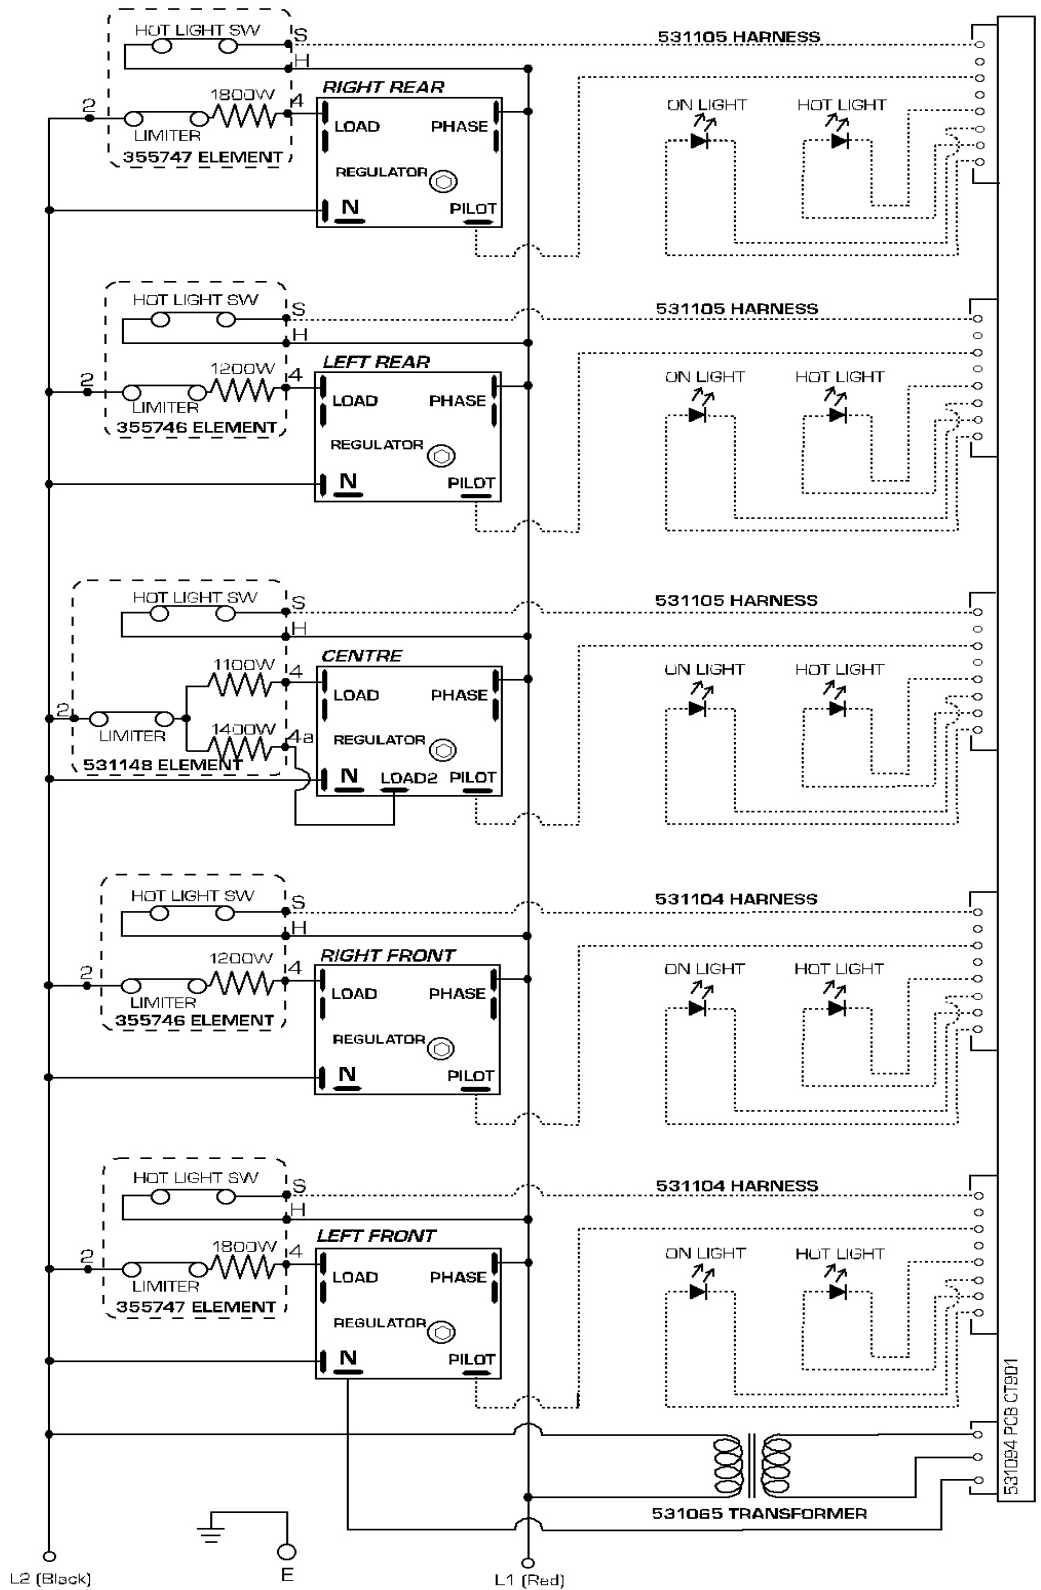 HOT LIGHT SW
S
531105 HARNESS
H
RIGHT REAR
1800W
4
2
ON LIGHT
HOT LIGHT
LOAD
PHASE
LIMITER
355747 ELEMENT
REGULATOR
N
PILOT
HOT LIGHT SW
S
531105 HARNESS
H
LEFT REAR
1200W
4
2
ON LIGHT
HOT LIGHT
LOAD
PHASE
LIMITER
355746 ELEMENT
REGULATOR
N
PILOT
HOT LIGHT SW
S
531105 HARNESS
H
CENTRE
1100W
4
ON LIGHT
HOT LIGHT
LOAD
PHASE
2
1400W
4a
LIMITER
REGULATOR
531148 ELEMENT
N
LOAD2
PILOT
HOT LIGHT SW
S
531104 HARNESS
H
RIGHT FRONT
1200W
4
2
ON LIGHT
HOT LIGHT
LOAD
PHASE
LIMITER
355746 ELEMENT
REGULATOR
N
PILOT
HOT LIGHT SW
S
531104 HARNESS
H
LEFT FRONT
1800W
4
2
ON LIGHT
HOT LIGHT
LOAD
PHASE
LIMITER
355747 ELEMENT
REGULATOR
N
PILOT
531094 PCB CT901
531065 TRANSFORMER
L2 (Black)
E
L1 (Red)